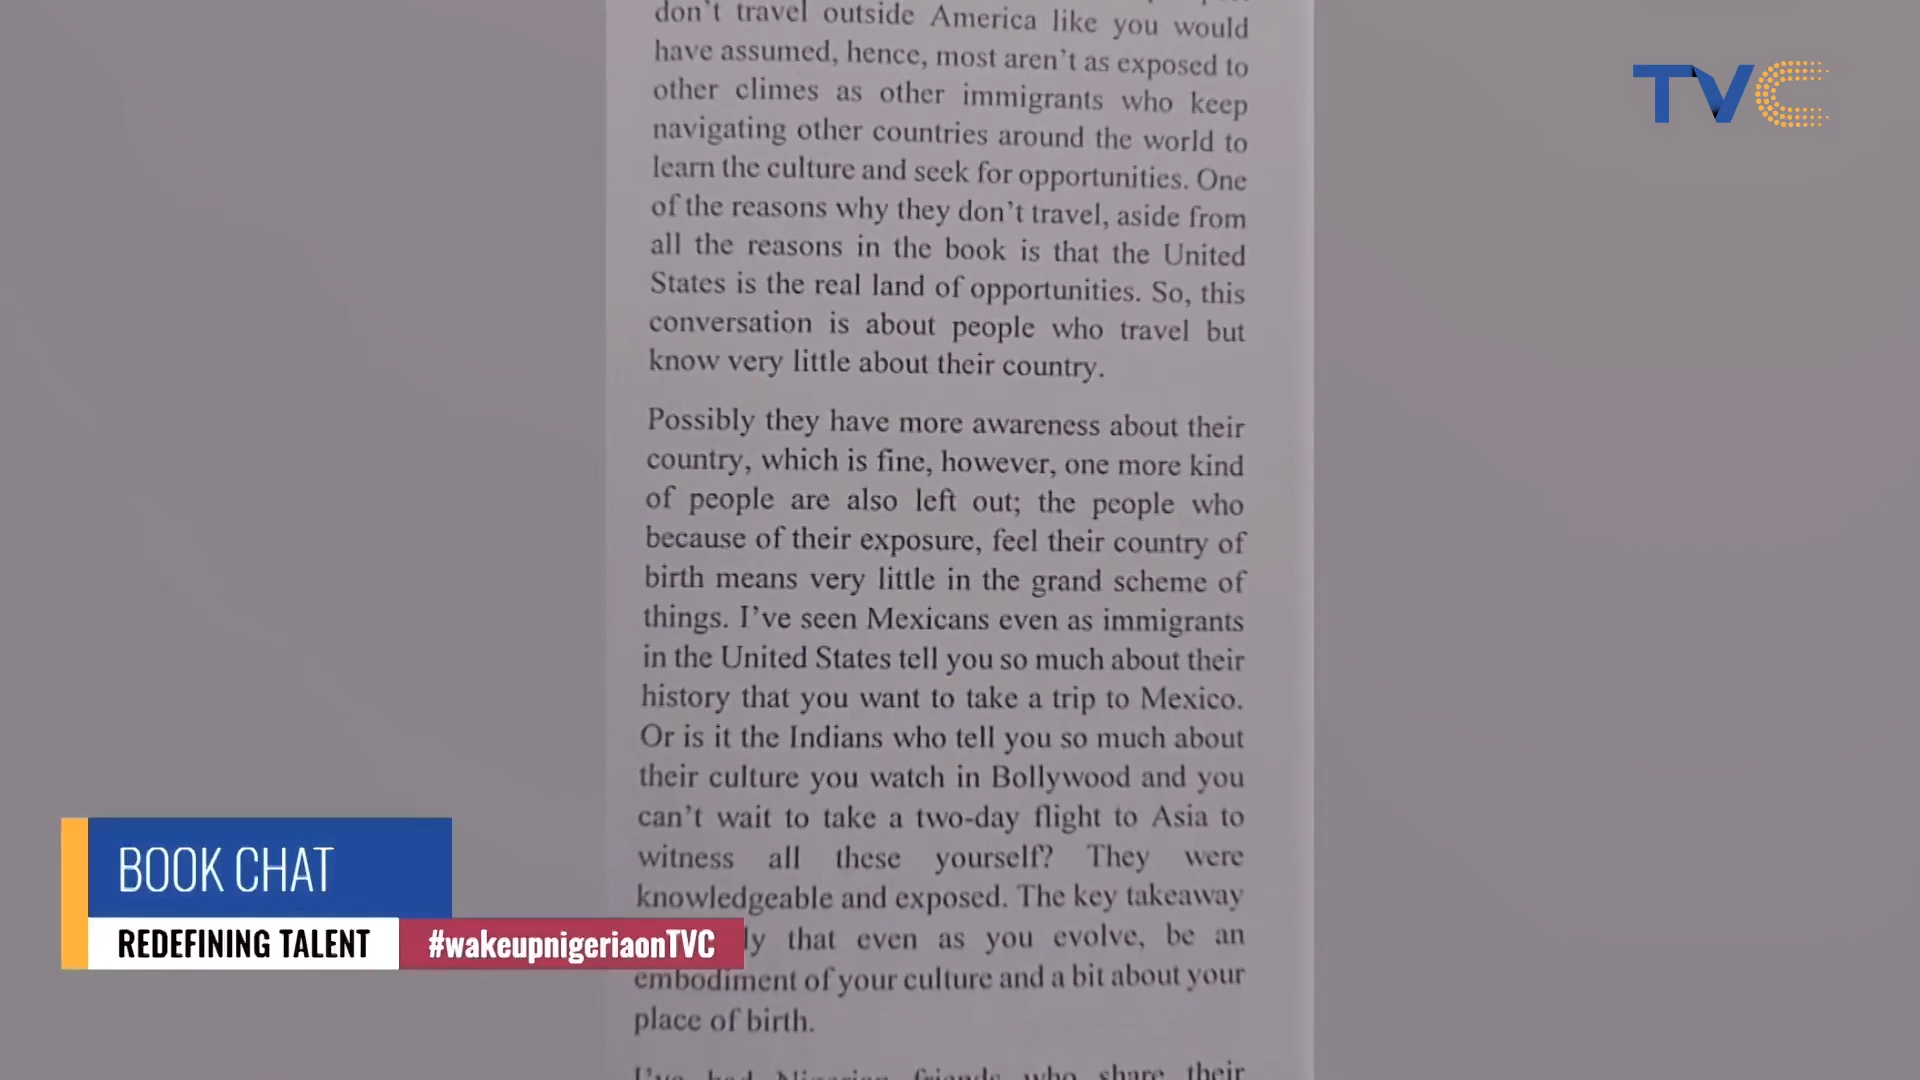 don't travel outside America like you would
have assumed, hence, most aren't as exposed to
other climes as other immigrants who keep
navigating other countries around the world to
learn the culture and seek for opportunities. One
of the reasons why they don't travel, aside from
all the reasons in the book is that the United
States is the real land of opportunities. So, this
conversation is about people who travel but
know very little about their country.
Possibly they have more awareness about their
country, which is fine, however, one more kind
of people are also left out; the people who
because of their exposure, feel their country of
birth means very little in the grand scheme of
things. I've seen Mexicans even as immigrants
in the United States tell you so much about their
history that you want to take a trip to Mexico.
Or is it the Indians who tell you so much about
their culture you watch in Bollywood and you
can't wait to take a two-day flight to Asia to
witness all these yourself? They were
knowledgeable and exposed. The key takeaway
that even as you evolve, be an
embodiment of your culture and a bit about your
place of birth.
I've had Nigerian friends who share their
TVC
BOOK CHAT
REDEFINING TALENT
#wakeupnigeriaonTVC